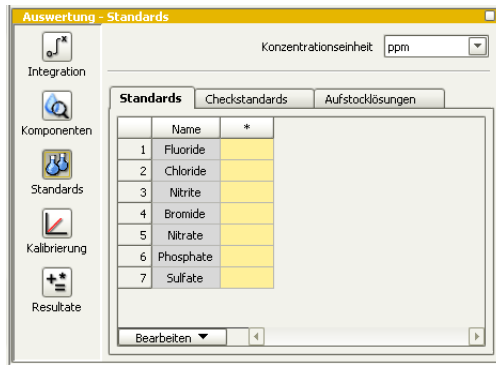 Auswertung - Standards
Integration
Komponenten
Standards
Kalibrierung
Resultate
Konzentrationseinheit ppm
Standards Checkstandards Aufstocklösungen
Name *
1 Fluoride
2 Chloride
3 Nitrite
4 Bromide
5 Nitrate
6 Phosphate
7 Sulfate
Bearbeiten